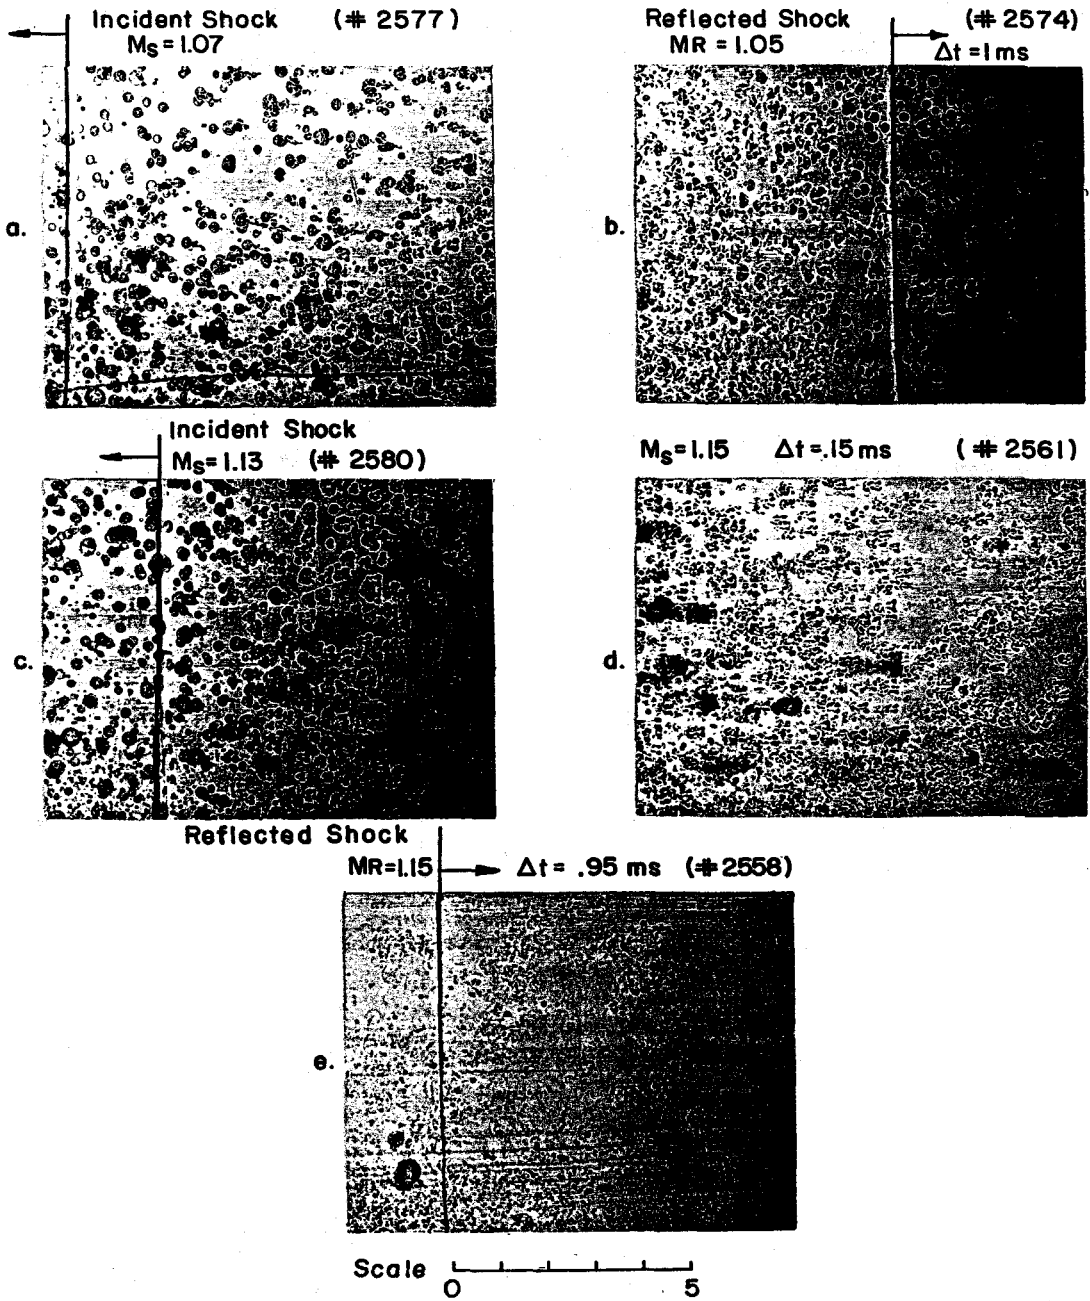 Incident Shock (# 2577)
Ms = 1.07
Reflected Shock (# 2574)
MR = 1.05 Δt = 1 ms
a.
b.
Incident Shock
Ms = 1.13 (# 2580)
Ms = 1.15 Δt = .15 ms (# 2561)
c.
d.
Reflected Shock
MR = 1.15 Δt = .95 ms (# 2558)
e.
Scale
0 5